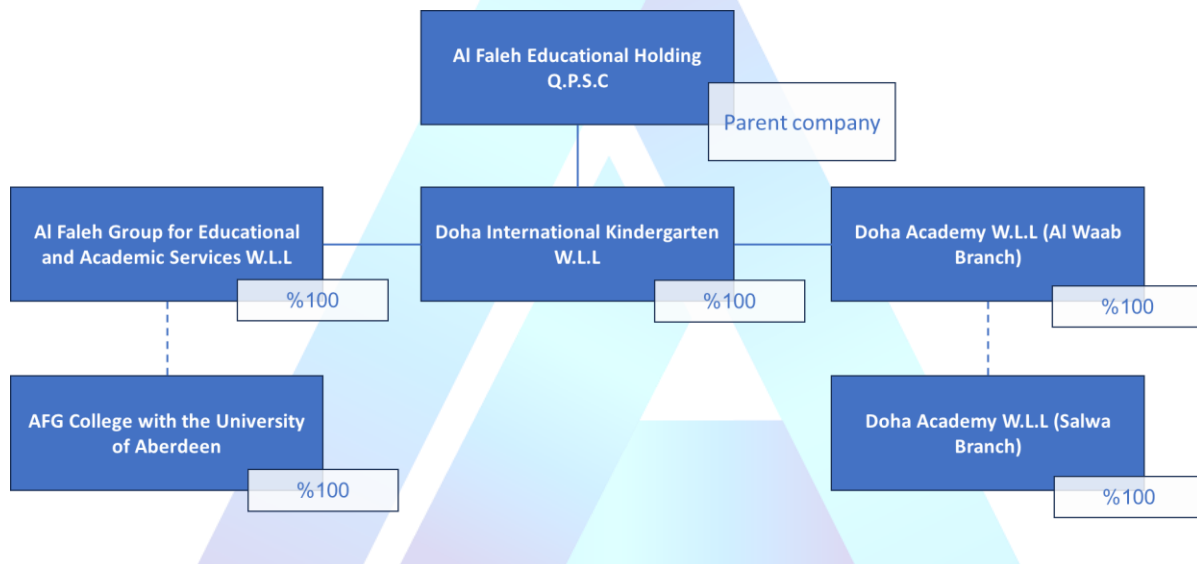 Al Faleh Educational Holding
Q.P.S.C
Parent company
Al Faleh Group for Educational
and Academic Services W.L.L
%100
Doha International Kindergarten
W.L.L
%100
Doha Academy W.L.L (Al Waab
Branch)
%100
AFG College with the University
of Aberdeen
%100
Doha Academy W.L.L (Salwa
Branch)
%100